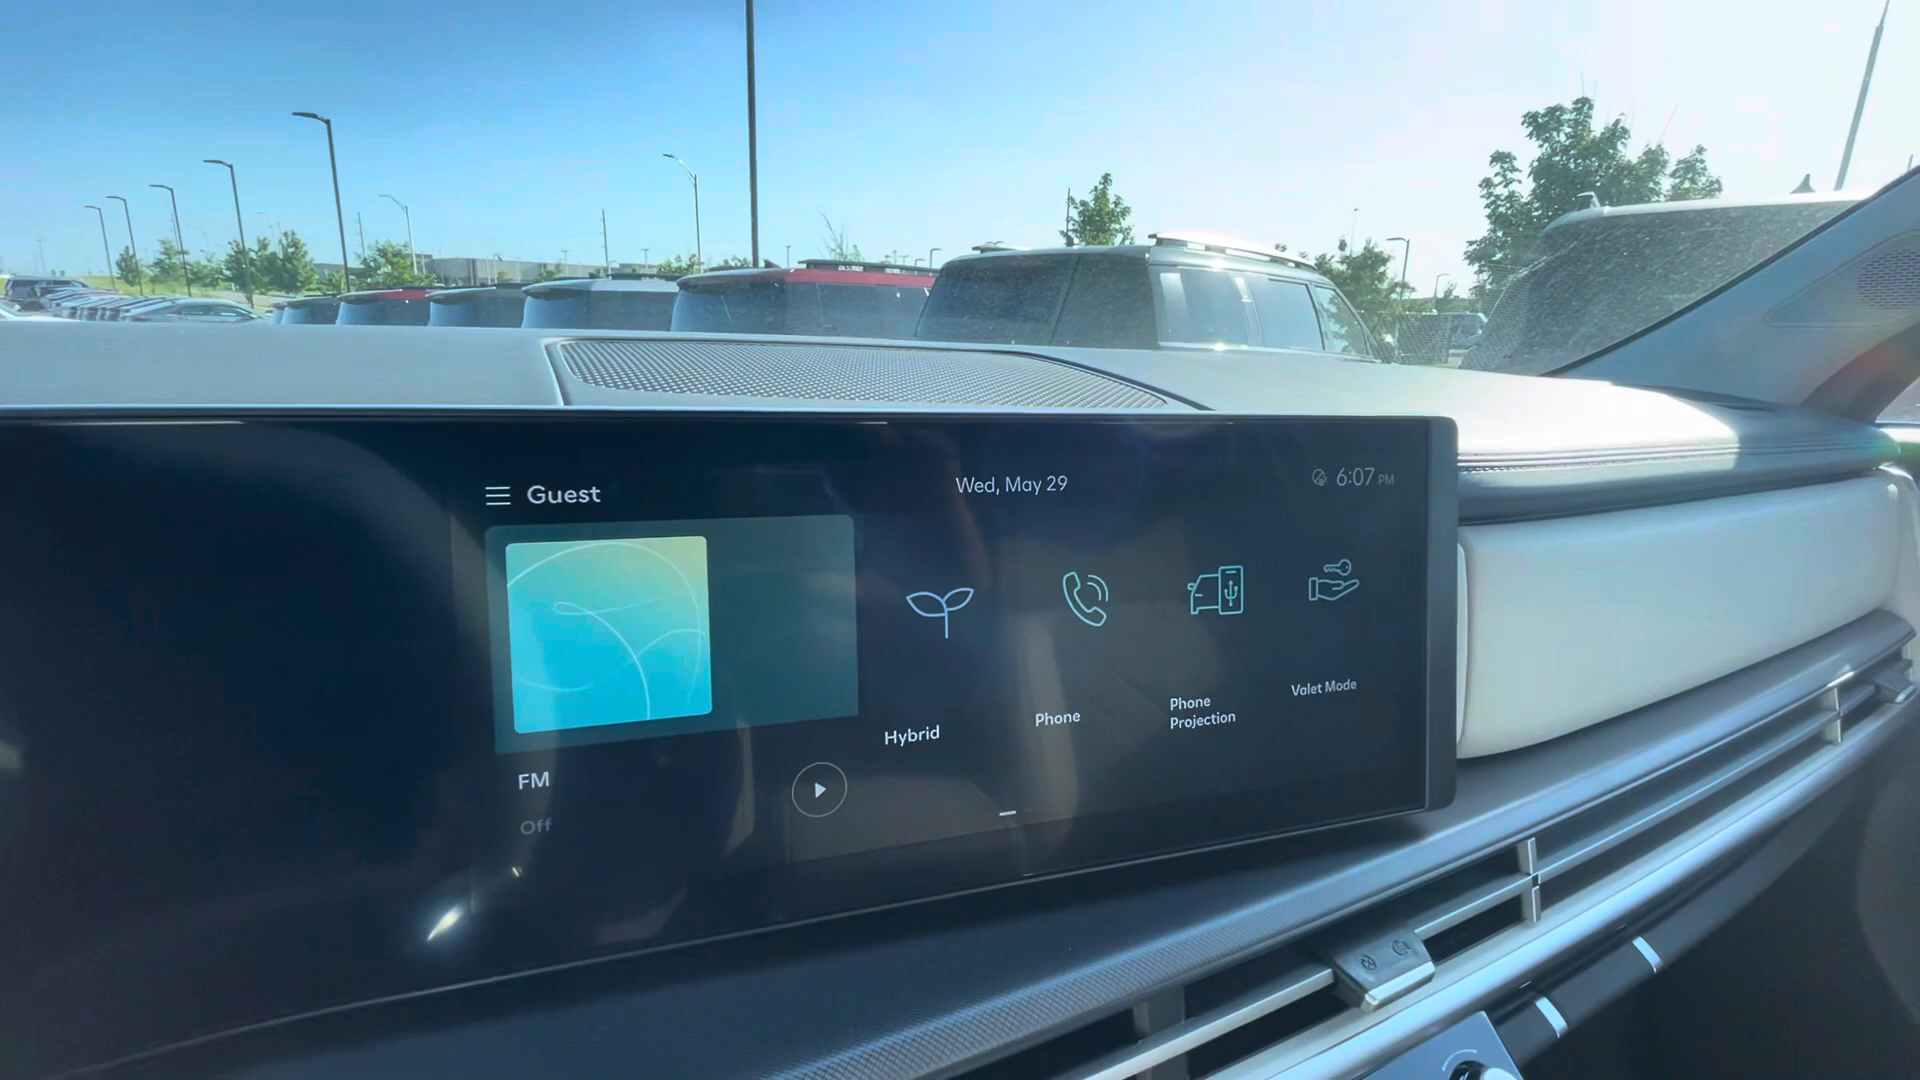 Guest
Wed, May 29
6:07 PM
Hybrid
Phone
Phone
Projection
Valet Mode
FM
Off